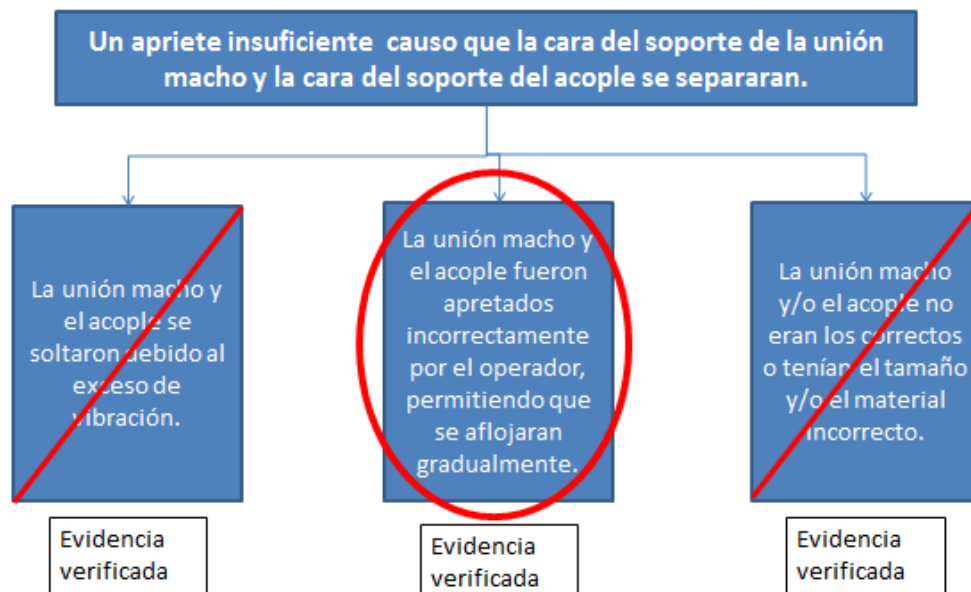 Un apriete insuficiente causo que la cara del soporte de la unión
macho y la cara del soporte del acople se separaran.
La unión macho y
el acople se
soltaron debido al
exceso de
vibración.
La unión macho y
el acople fueron
apretados
incorrectamente
por el operador,
permitiendo que
se aflojaran
gradualmente.
La unión macho
y/o el acople no
eran los correctos
o tenían el tamaño
y/o el material
incorrecto.
Evidencia
verificada
Evidencia
verificada
Evidencia
verificada